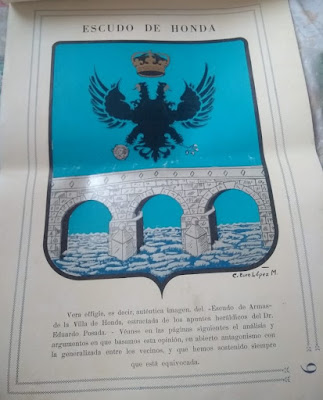 ESCUDO DE HONDA
Vera effigie, es decir, auténtica imagen, del «Escudo de Armas»
de la Villa de Honda, extractada de los apuntes heráldicos del Dr.
Eduardo Posada. - Véanse en las páginas siguientes el análisis y
argumentos en que basamos esta opinión, en abierto antagonismo con
la generalizada entre los vecinos, y que hemos sostenido siempre
que está equivocada.